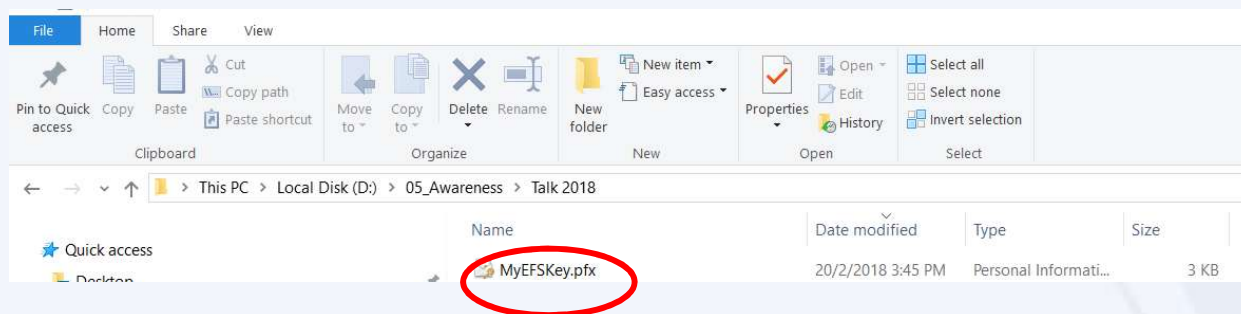 File Home Share View
Pin to Quick access
Copy
Paste
Cut
Copy path
Paste shortcut
Clipboard
Move to
Copy to
Delete
Rename
Organize
New folder
New item
Easy access
New
Properties
Open
Edit
History
Open
Select all
Select none
Invert selection
Select
This PC > Local Disk (D:) > 05_Awareness > Talk 2018
Name Date modified Type Size
Quick access
Desktop
MyEFSKey.pfx 20/2/2018 3:45 PM Personal Informati... 3 KB